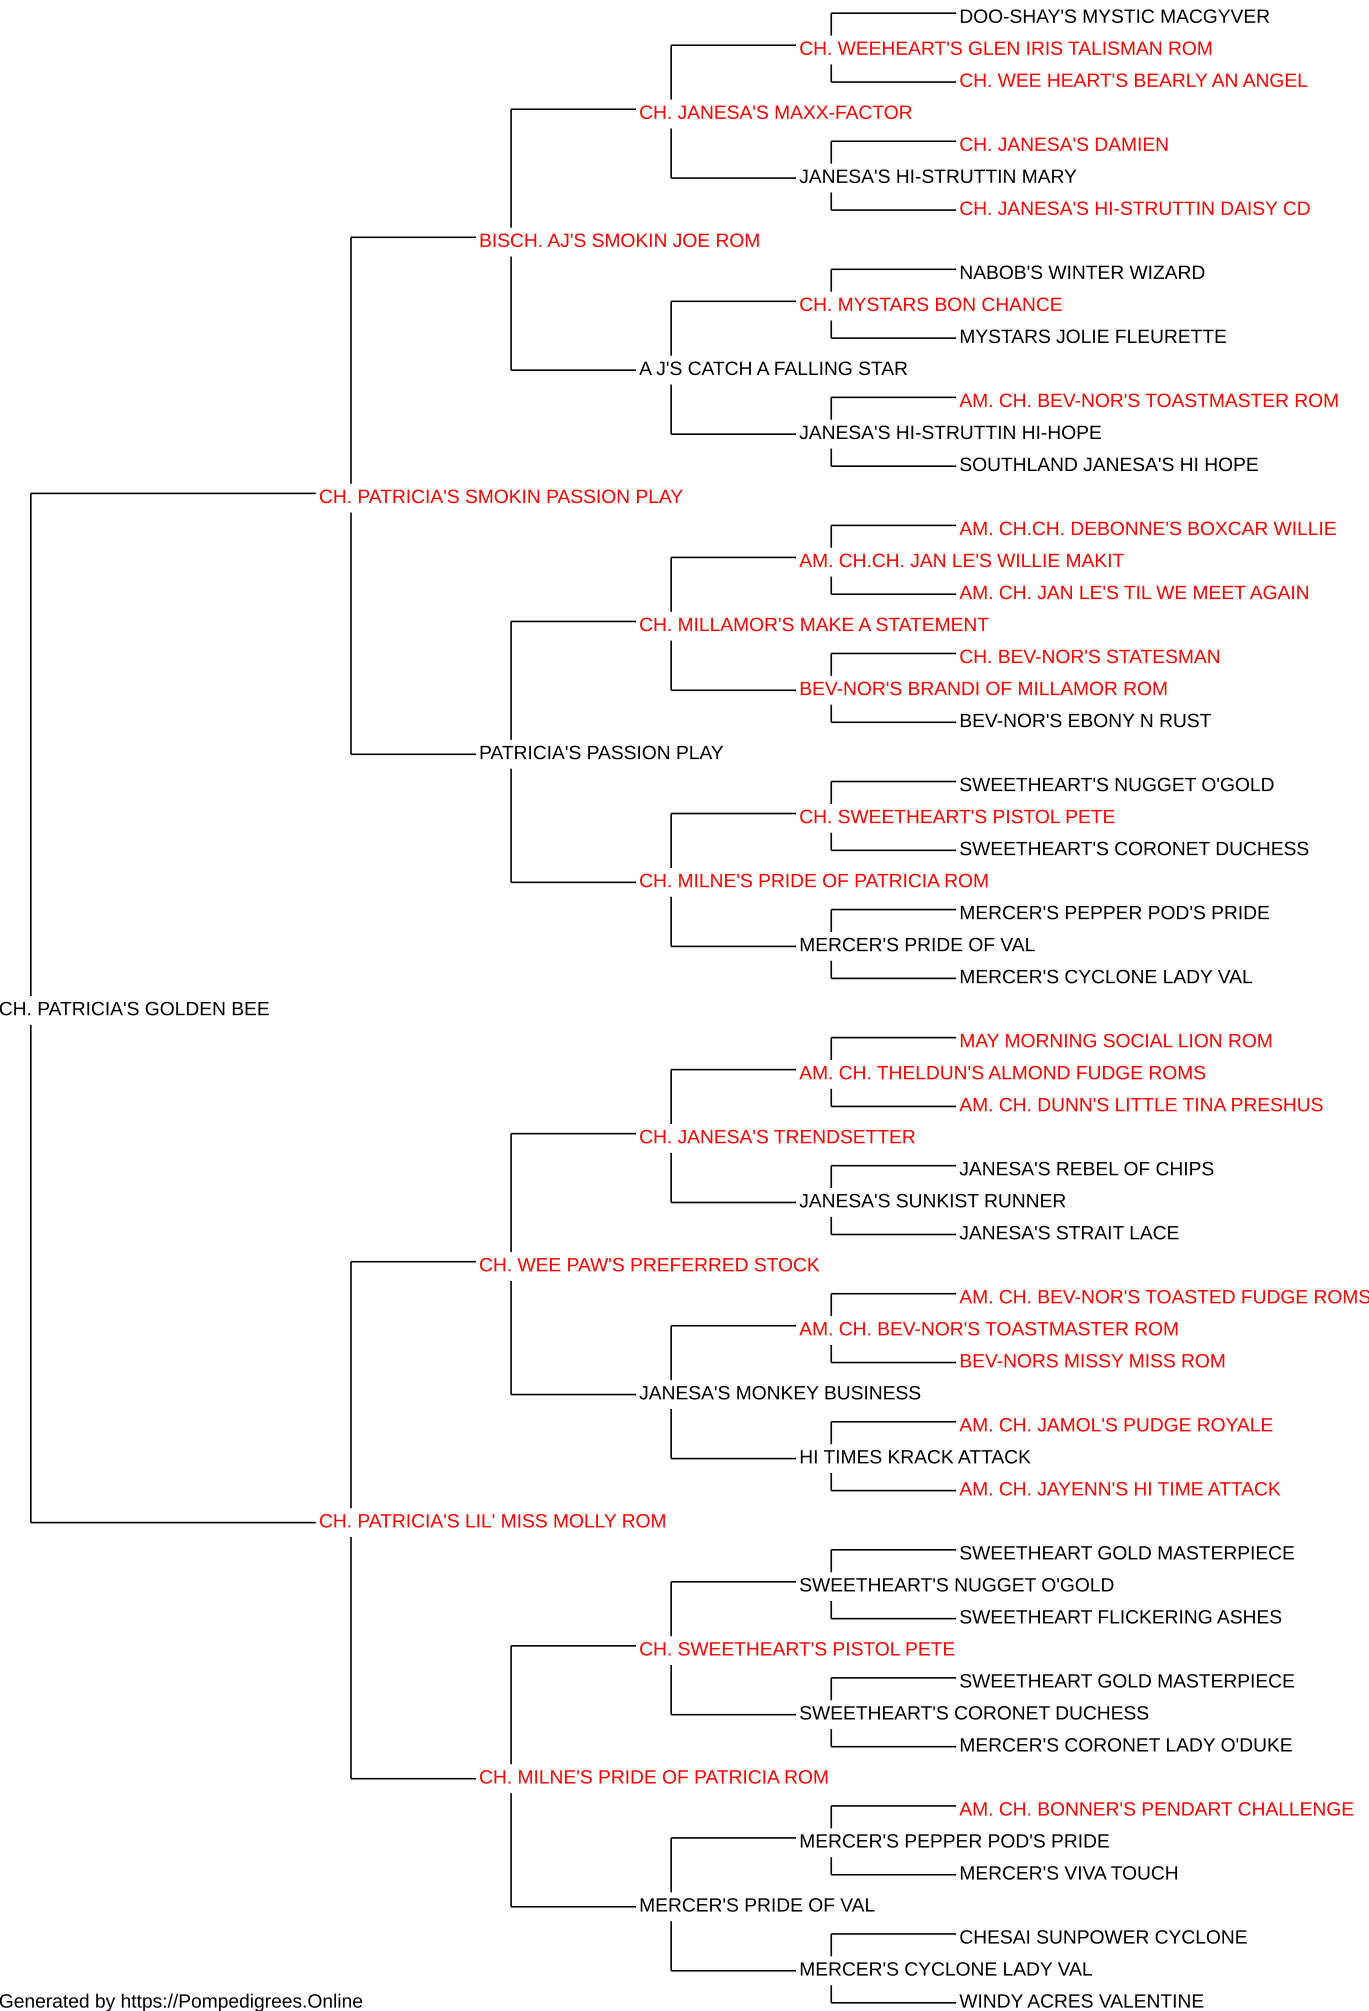 DOO-SHAY'S MYSTIC MACGYVER
CH. WEEHEART'S GLEN IRIS TALISMAN ROM
CH. WEE HEART'S BEARLY AN ANGEL
CH. JANESA'S MAXX-FACTOR
CH. JANESA'S DAMIEN
JANESA'S HI-STRUTTIN MARY
CH. JANESA'S HI-STRUTTIN DAISY CD
BISCH. AJ'S SMOKIN JOE ROM
NABOB'S WINTER WIZARD
CH. MYSTARS BON CHANCE
MYSTARS JOLIE FLEURETTE
A J'S CATCH A FALLING STAR
AM. CH. BEV-NOR'S TOASTMASTER ROM
JANESA'S HI-STRUTTIN HI-HOPE
SOUTHLAND JANESA'S HI HOPE
CH. PATRICIA'S SMOKIN PASSION PLAY
AM. CH.CH. DEBONNE'S BOXCAR WILLIE
AM. CH.CH. JAN LE'S WILLIE MAKIT
AM. CH. JAN LE'S TIL WE MEET AGAIN
CH. MILLAMOR'S MAKE A STATEMENT
CH. BEV-NOR'S STATESMAN
BEV-NOR'S BRANDI OF MILLAMOR ROM
BEV-NOR'S EBONY N RUST
PATRICIA'S PASSION PLAY
SWEETHEART'S NUGGET O'GOLD
CH. SWEETHEART'S PISTOL PETE
SWEETHEART'S CORONET DUCHESS
CH. MILNE'S PRIDE OF PATRICIA ROM
MERCER'S PEPPER POD'S PRIDE
MERCER'S PRIDE OF VAL
MERCER'S CYCLONE LADY VAL
CH. PATRICIA'S GOLDEN BEE
MAY MORNING SOCIAL LION ROM
AM. CH. THELDUN'S ALMOND FUDGE ROMS
AM. CH. DUNN'S LITTLE TINA PRESHUS
CH. JANESA'S TRENDSETTER
JANESA'S REBEL OF CHIPS
JANESA'S SUNKIST RUNNER
JANESA'S STRAIT LACE
CH. WEE PAW'S PREFERRED STOCK
AM. CH. BEV-NOR'S TOASTED FUDGE ROMS
AM. CH. BEV-NOR'S TOASTMASTER ROM
BEV-NORS MISSY MISS ROM
JANESA'S MONKEY BUSINESS
AM. CH. JAMOL'S PUDGE ROYALE
HI TIMES KRACK ATTACK
AM. CH. JAYENN'S HI TIME ATTACK
CH. PATRICIA'S LIL' MISS MOLLY ROM
SWEETHEART GOLD MASTERPIECE
SWEETHEART'S NUGGET O'GOLD
SWEETHEART FLICKERING ASHES
CH. SWEETHEART'S PISTOL PETE
SWEETHEART GOLD MASTERPIECE
SWEETHEART'S CORONET DUCHESS
MERCER'S CORONET LADY O'DUKE
CH. MILNE'S PRIDE OF PATRICIA ROM
AM. CH. BONNER'S PENDART CHALLENGE
MERCER'S PEPPER POD'S PRIDE
MERCER'S VIVA TOUCH
MERCER'S PRIDE OF VAL
CHESAI SUNPOWER CYCLONE
MERCER'S CYCLONE LADY VAL
WINDY ACRES VALENTINE
Generated by https://Pompedigrees.Online